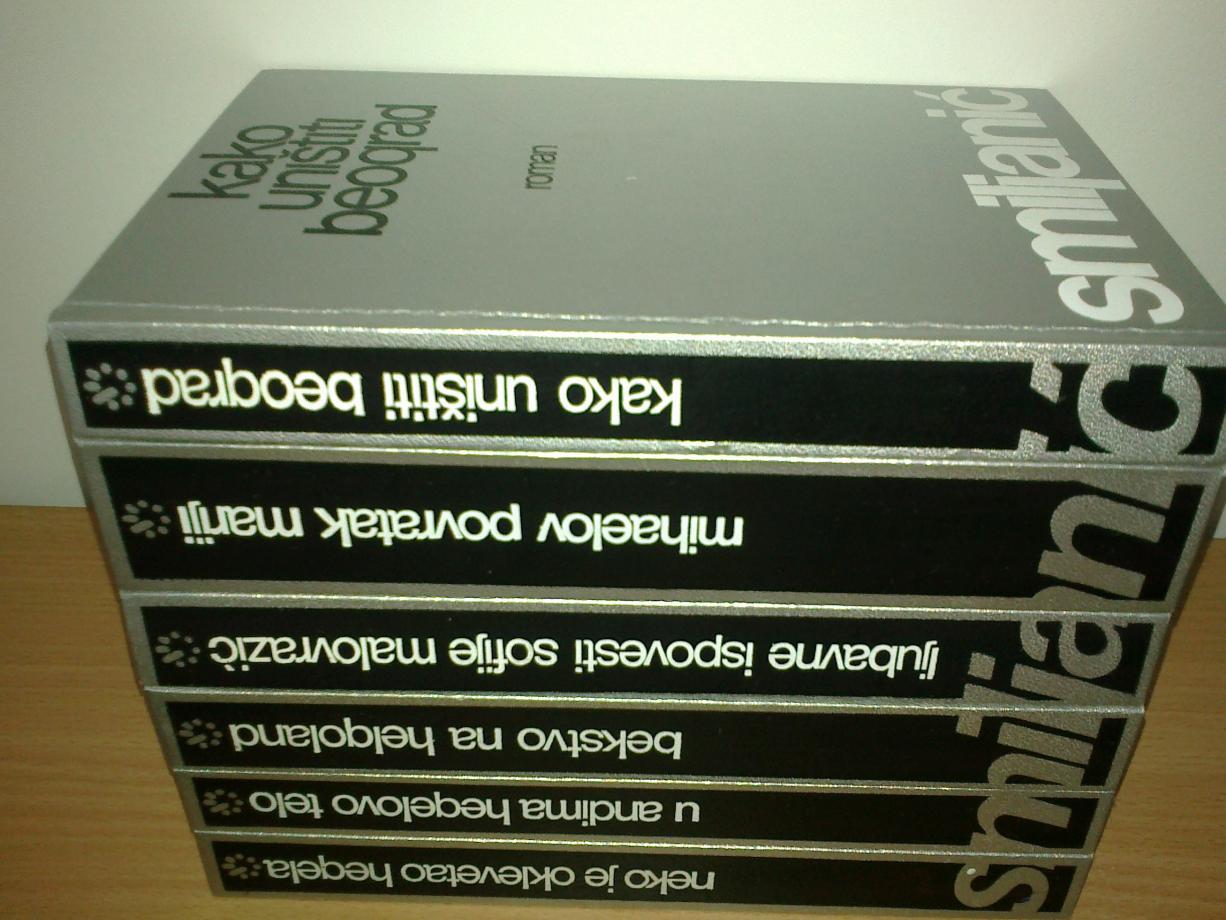 kako
uništiti
beograd
roman
smiljanić
kako uništiti beograd
mihaelov povratak mariji
ljubavne ispovesti sofije malovrazić
bekstvo na helgoland
u andima hegelovo telo
neko je oklevetao hegela
smiljanić